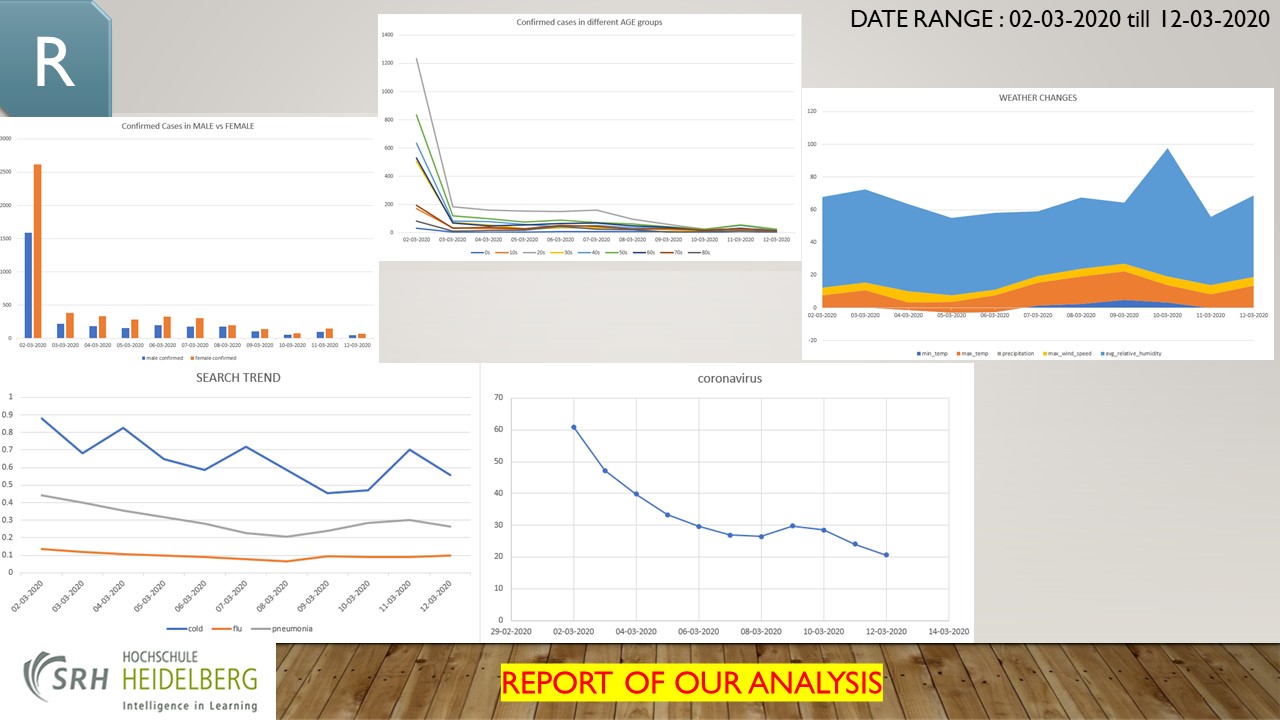 R
DATE RANGE : 02-03-2020 till 12-03-2020
Confirmed cases in different AGE groups
1400
1200
1000
800
600
400
200
0
02-03-2020 03-03-2020 04-03-2020 05-03-2020 06-03-2020 07-03-2020 08-03-2020 09-03-2020 10-03-2020 11-03-2020 12-03-2020
0s 10s 20s 30s 40s 50s 60s 70s 80s
WEATHER CHANGES
120
100
80
60
40
20
0
02-03-2020 03-03-2020 04-03-2020 05-03-2020 06-03-2020 07-03-2020 08-03-2020 09-03-2020 10-03-2020 11-03-2020 12-03-2020
-20
min_temp max_temp precipitation max_wind_speed avg_relative_humidity
Confirmed Cases in MALE vs FEMALE
3000
2500
2000
1500
1000
500
0
02-03-2020 03-03-2020 04-03-2020 05-03-2020 06-03-2020 07-03-2020 08-03-2020 09-03-2020 10-03-2020 11-03-2020 12-03-2020
male confirmed female confirmed
SEARCH TREND
1
0.9
0.8
0.7
0.6
0.5
0.4
0.3
0.2
0.1
0
02-03-2020 03-03-2020 04-03-2020 05-03-2020 06-03-2020 07-03-2020 08-03-2020 09-03-2020 10-03-2020 11-03-2020 12-03-2020
cold flu pneumonia
coronavirus
70
60
50
40
30
20
10
0
29-02-2020 02-03-2020 04-03-2020 06-03-2020 08-03-2020 10-03-2020 12-03-2020 14-03-2020
SRH HOCHSCHULE
HEIDELBERG
Intelligence in Learning
REPORT OF OUR ANALYSIS